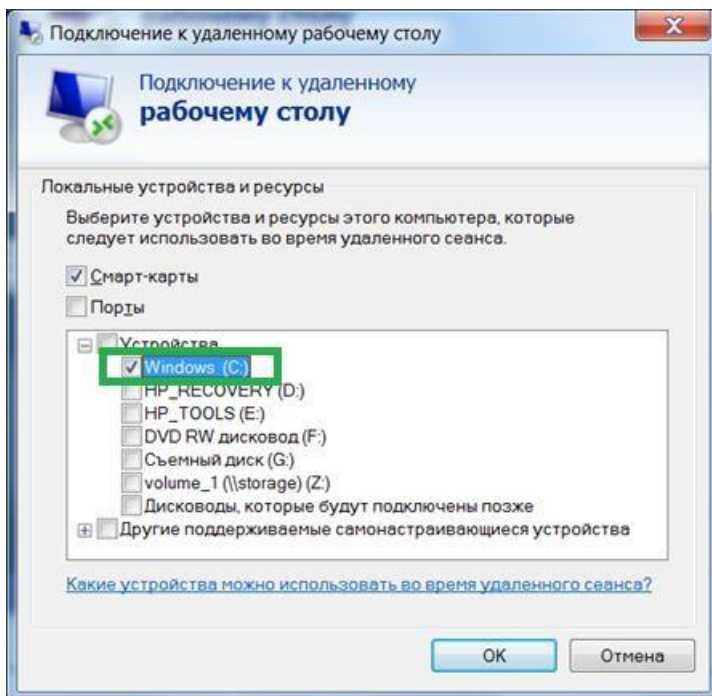 Подключение к удаленному рабочему столу
Подключение к удаленному
рабочему столу
Локальные устройства и ресурсы
Выберите устройства и ресурсы этого компьютера, которые
следует использовать во время удаленного сеанса.
Смарт-карты
Порты
Устройства
Windows (C:)
HP_RECOVERY (D:)
HP_TOOLS (E:)
DVD RW дисковод (F:)
Съемный диск (G:)
volume_1 (\\storage) (Z:)
Дисководы, которые будут подключены позже
Другие поддерживаемые самонастраивающиеся устройства
Какие устройства можно использовать во время удаленного сеанса?
OK Отмена